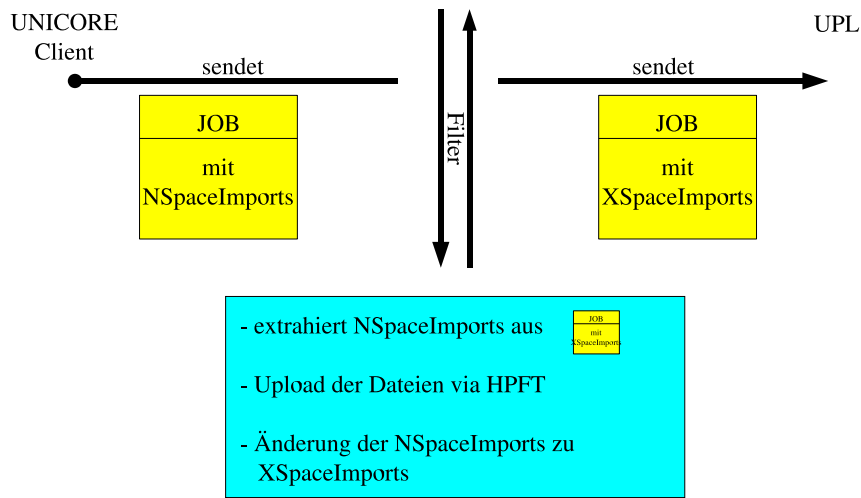 UNICORE
Client
sendet
JOB
mit
NSpaceImports
Filter
UPL
sendet
JOB
mit
XSpaceImports
- extrahiert NSpaceImports aus
JOB
mit
XSpaceImports
- Upload der Dateien via HPFT
- Änderung der NSpaceImports zu
XSpaceImports